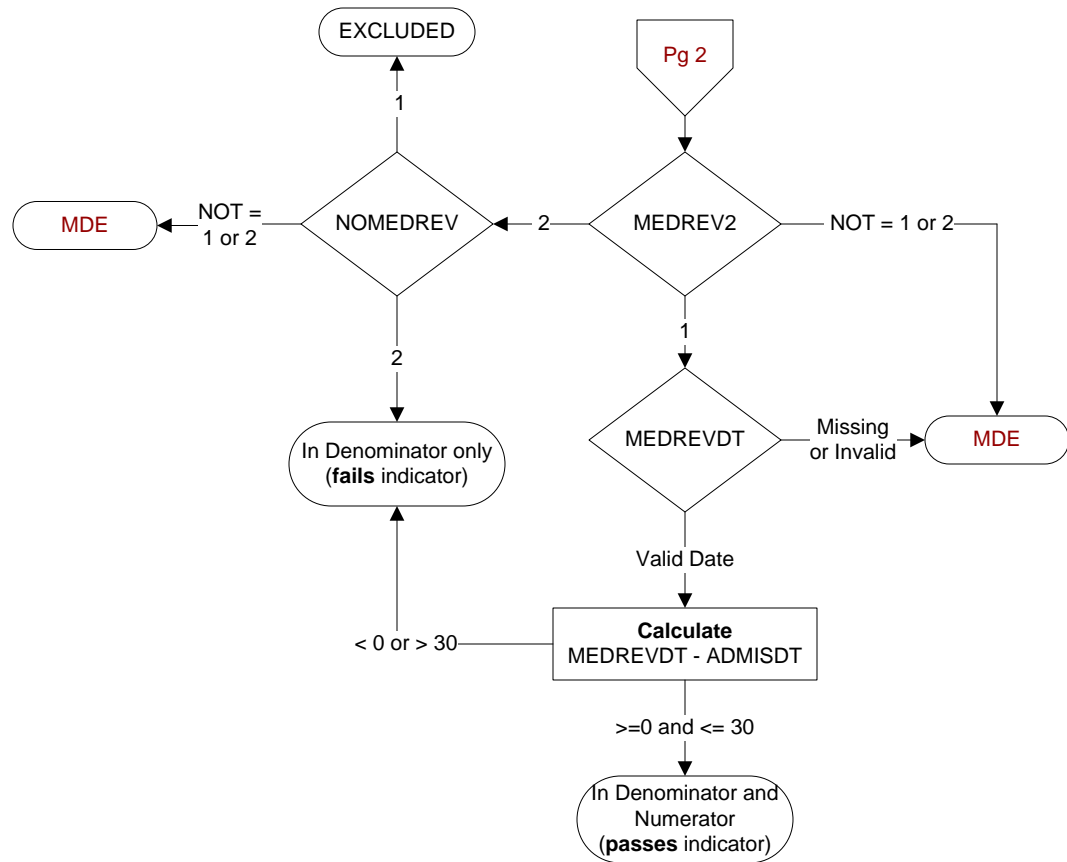 EXCLUDED
Pg 2
1
MDE
NOT =
1 or 2
NOMEDREV
2
MEDREV2
NOT = 1 or 2
2
1
In Denominator only
(fails indicator)
MEDREVDT
Missing
or Invalid
MDE
Valid Date
< 0 or > 30
Calculate
MEDREVDT - ADMISDT
>=0 and <= 30
In Denominator and
Numerator
(passes indicator)